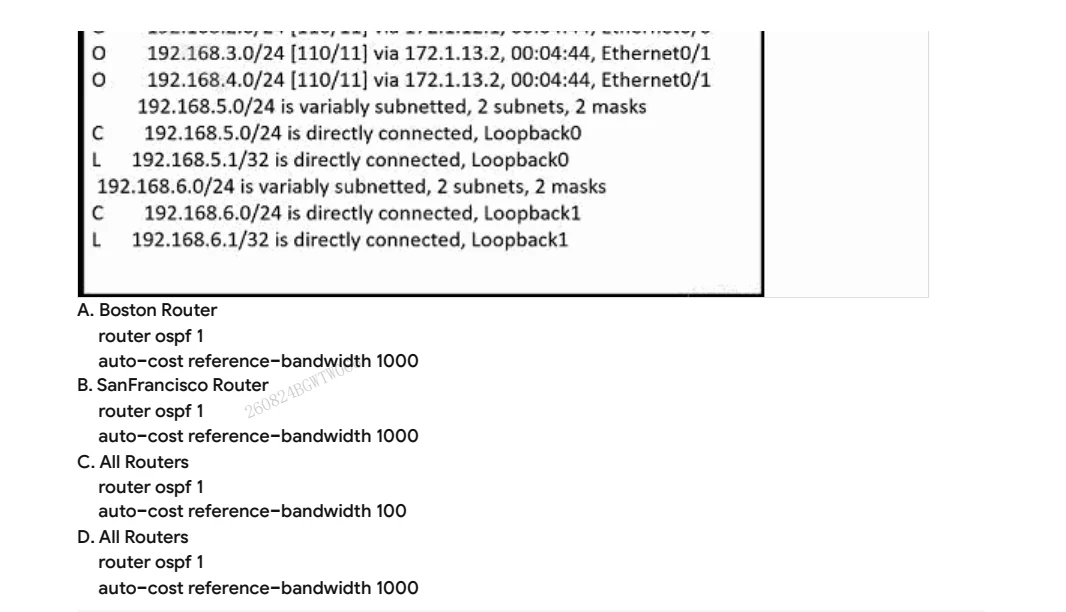 O 192.168.3.0/24 [110/11] via 172.1.13.2, 00:04:44, Ethernet0/1
O 192.168.4.0/24 [110/11] via 172.1.13.2, 00:04:44, Ethernet0/1
192.168.5.0/24 is variably subnetted, 2 subnets, 2 masks
C 192.168.5.0/24 is directly connected, Loopback0
L 192.168.5.1/32 is directly connected, Loopback0
192.168.6.0/24 is variably subnetted, 2 subnets, 2 masks
C 192.168.6.0/24 is directly connected, Loopback1
L 192.168.6.1/32 is directly connected, Loopback1
A. Boston Router
router ospf 1
auto-cost reference-bandwidth 1000
B. SanFrancisco Router
router ospf 1
auto-cost reference-bandwidth 1000
C. All Routers
router ospf 1
auto-cost reference-bandwidth 100
D. All Routers
router ospf 1
auto-cost reference-bandwidth 1000